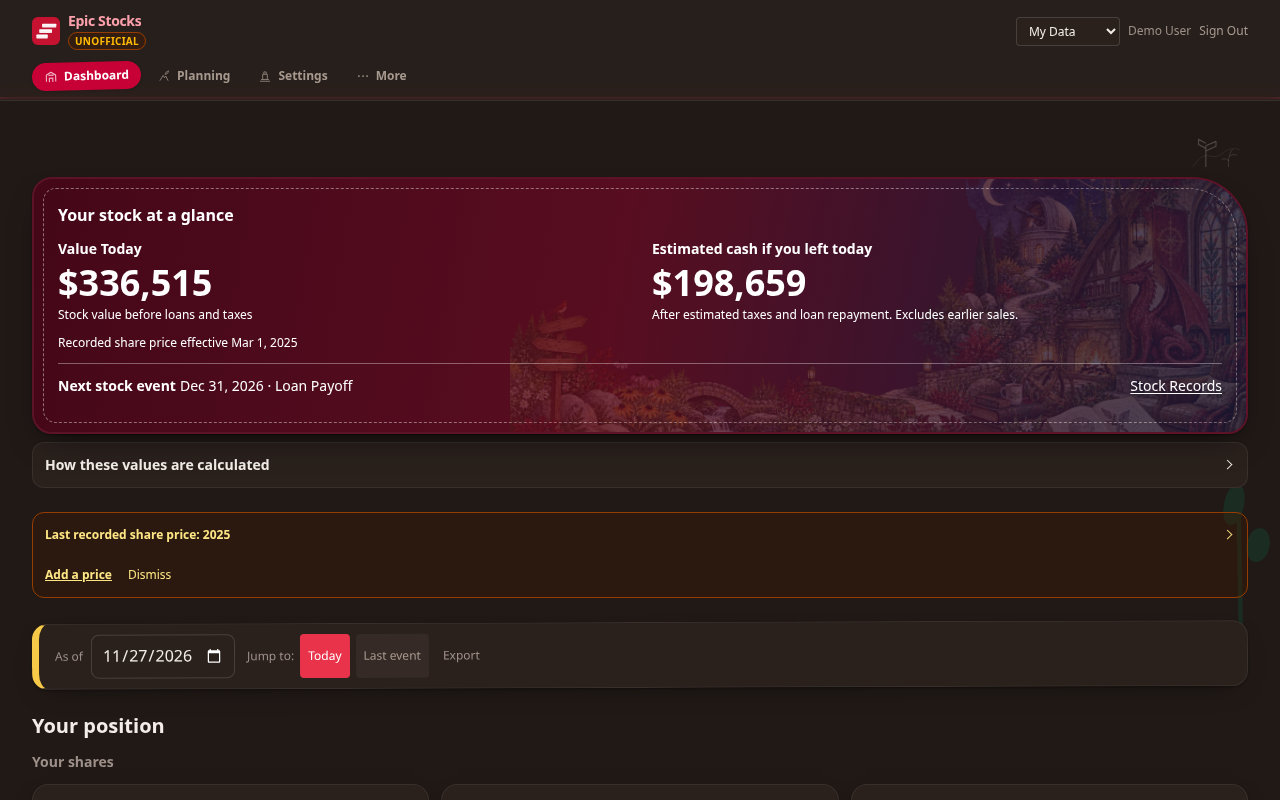 Epic Stocks
UNOFFICIAL
My Data
Demo User
Sign Out
Dashboard
Planning
Settings
More
Your stock at a glance
Value Today
$336,515
Stock value before loans and taxes
Recorded share price effective Mar 1, 2025
Estimated cash if you left today
$198,659
After estimated taxes and loan repayment. Excludes earlier sales.
Next stock event Dec 31, 2026 · Loan Payoff
Stock Records
How these values are calculated
Last recorded share price: 2025
Add a price
Dismiss
As of
11/27/2026
Jump to:
Today
Last event
Export
Your position
Your shares